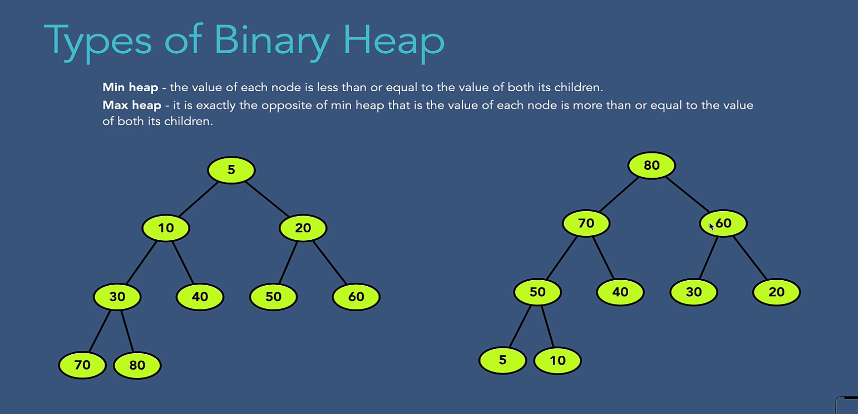 Types of Binary Heap
Min heap - the value of each node is less than or equal to the value of both its children.
Max heap - it is exactly the opposite of min heap that is the value of each node is more than or equal to the value
of both its children.
5
10 20
30 40 50 60
70 80
80
70 60
50 40 30 20
5 10